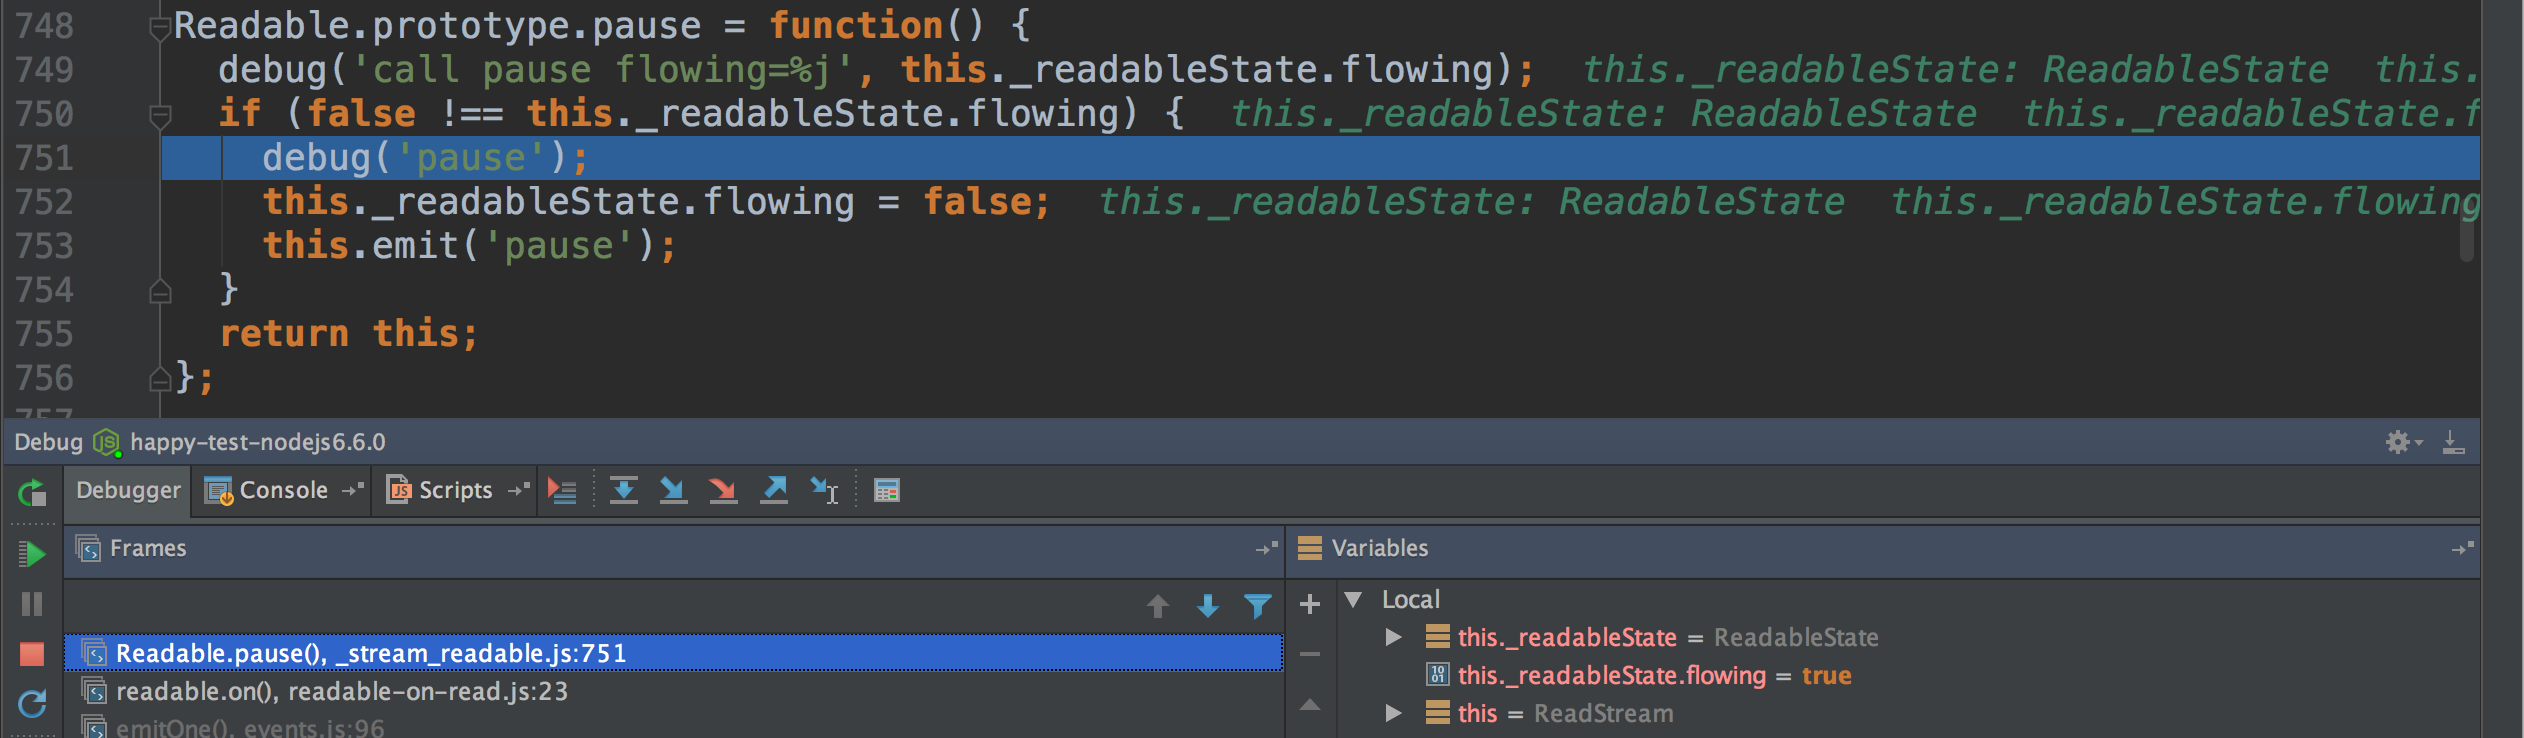 748 Readable.prototype.pause = function() {
749 debug('call pause flowing=%j', this._readableState.flowing); this._readableState: ReadableState this.
750 if (false !== this._readableState.flowing) { this._readableState: ReadableState this._readableState.f
751 debug('pause');
752 this._readableState.flowing = false; this._readableState: ReadableState this._readableState.flowing
753 this.emit('pause');
754 }
755 return this;
756 };
757
Debug JS happy-test-nodejs6.6.0
Debugger Console JS Scripts
Frames
Variables
Local
Readable.pause(), _stream_readable.js:751
readable.on(), readable-on-read.js:23
emitOne(), events.js:96
this._readableState = ReadableState
10 01 this._readableState.flowing = true
this = ReadStream